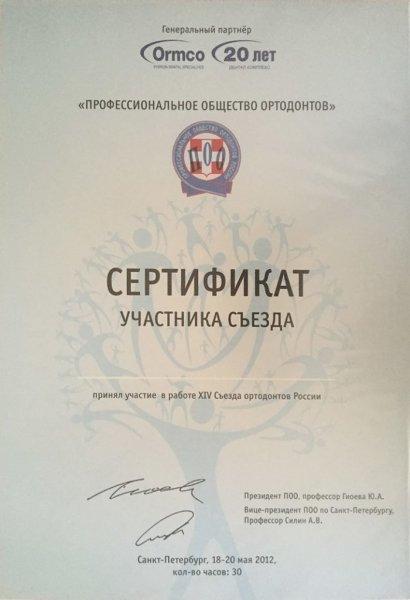 Генеральный партнёр
Ormco 20 лет
«ПРОФЕССИОНАЛЬНОЕ ОБЩЕСТВО ОРТОДОНТОВ»
ПОО
СЕРТИФИКАТ
УЧАСТНИКА СЪЕЗДА
принял участие в работе XIV Съезда ортодонтов России
Президент ПОО, профессор Гиоева Ю.А.
Вице-президент ПОО по Санкт-Петербургу,
Профессор Силин А.В.
Санкт-Петербург, 18-20 мая 2012,
кол-во часов: 30